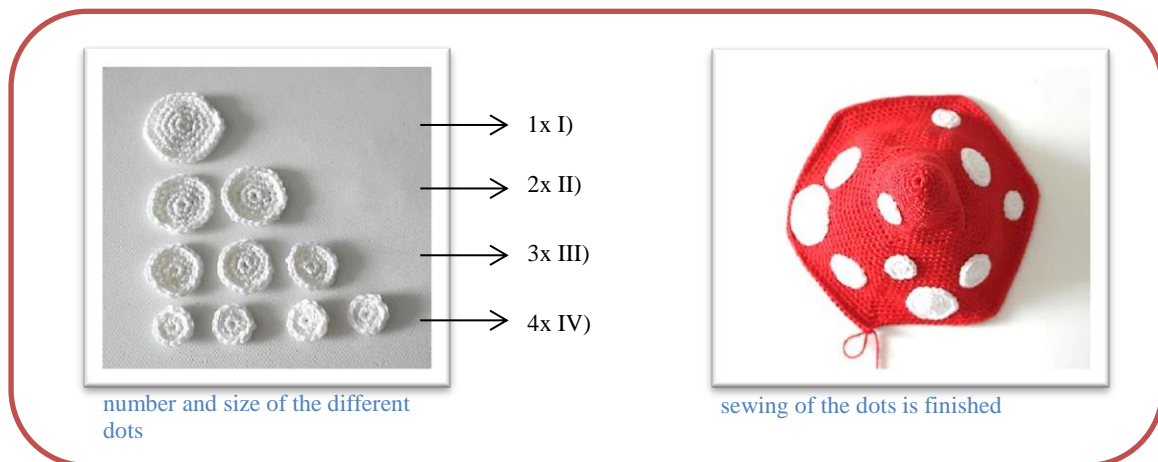 1x I)
2x II)
3x III)
4x IV)
number and size of the different
dots
sewing of the dots is finished